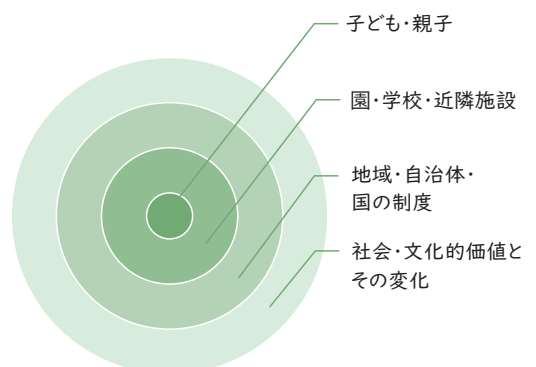 子ども・親子
園・学校・近隣施設
地域・自治体・
国の制度
社会・文化的価値と
その変化